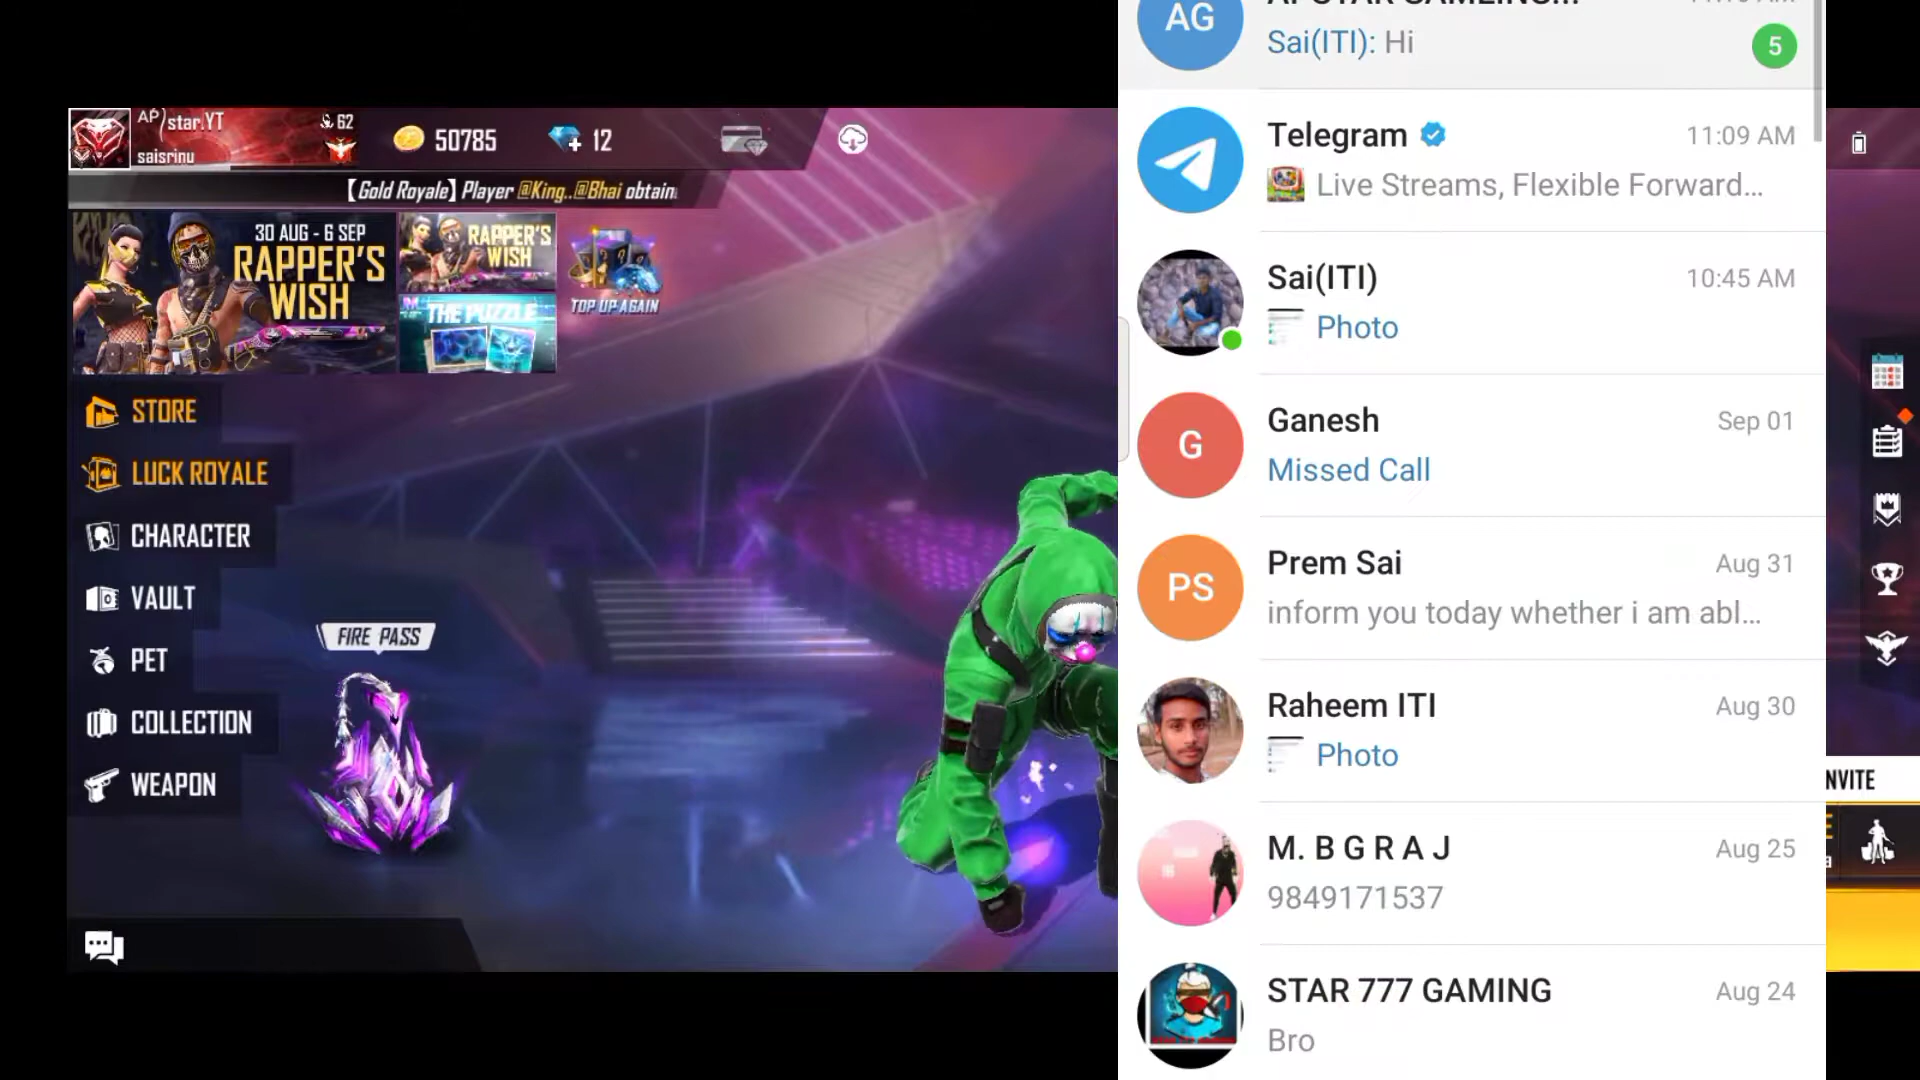 AP)star.YT
saisrinu
62
50785
12
【Gold Royale】Player @King..@Bhai obtain
30 AUG - 6 SEP
RAPPER'S
WISH
RAPPER'S
WISH
THE PUZZLE
TOP UP AGAIN
STORE
LUCK ROYALE
CHARACTER
VAULT
PET
COLLECTION
WEAPON
FIRE PASS
AG
Sai(ITI): Hi
5
Telegram
11:09 AM
Live Streams, Flexible Forward...
Sai(ITI)
10:45 AM
Photo
G
Ganesh
Sep 01
Missed Call
PS
Prem Sai
Aug 31
inform you today whether i am abl...
Raheem ITI
Aug 30
Photo
M. B G R A J
Aug 25
9849171537
STAR 777 GAMING
Aug 24
Bro
NVITE